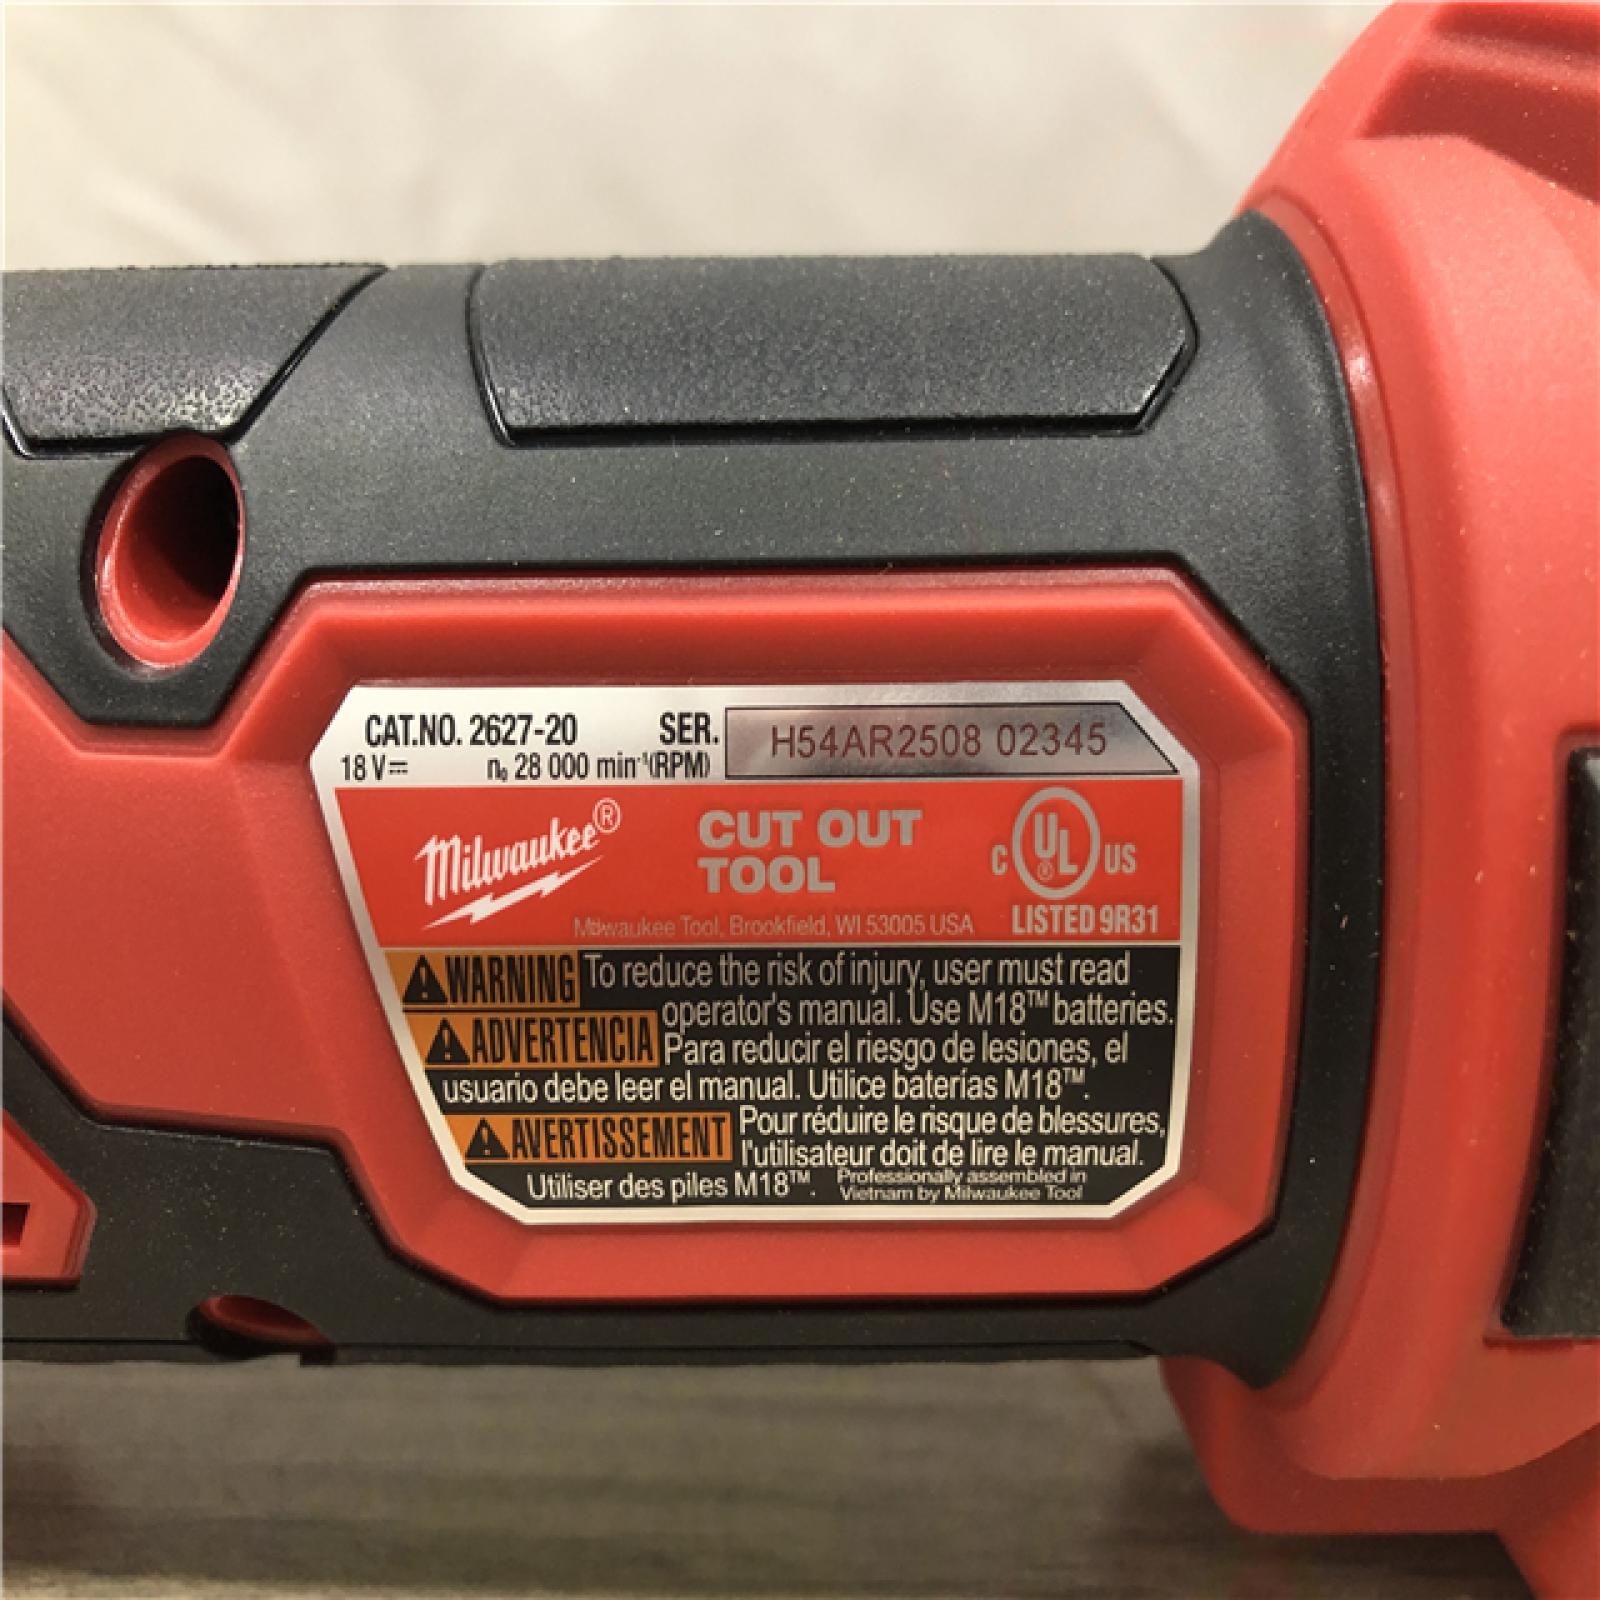 CAT.NO. 2627-20 SER. H54AR2508 02345
18 V⎓ n₀ 28 000 min⁻¹(RPM)
Milwaukee®
CUT OUT
TOOL
C UL® US
LISTED 9R31
Milwaukee Tool, Brookfield, WI 53005 USA
⚠WARNING To reduce the risk of injury, user must read
operator's manual. Use M18™ batteries.
⚠ADVERTENCIA Para reducir el riesgo de lesiones, el
usuario debe leer el manual. Utilice baterías M18™.
⚠AVERTISSEMENT Pour réduire le risque de blessures,
l'utilisateur doit de lire le manual.
Utiliser des piles M18™. Professionally assembled in
Vietnam by Milwaukee Tool